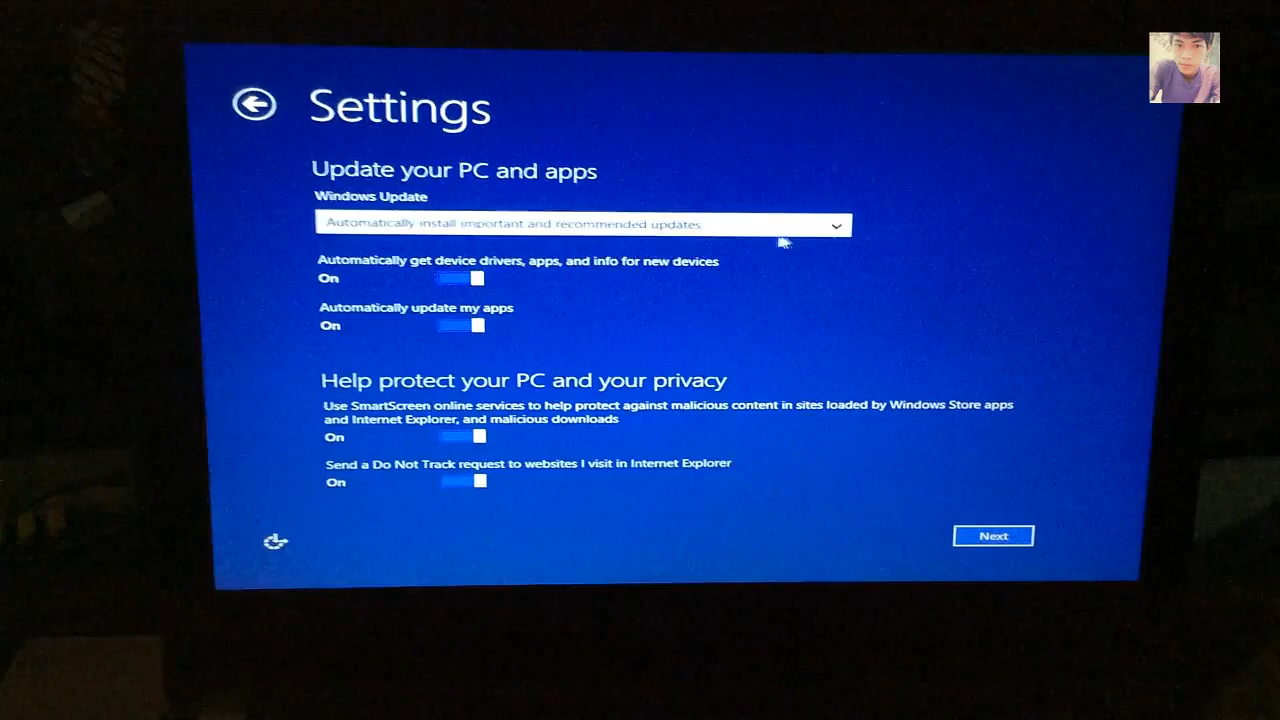 Settings
Update your PC and apps
Windows Update
Automatically install important and recommended updates
Automatically get device drivers, apps, and info for new devices
On
Automatically update my apps
On
Help protect your PC and your privacy
Use SmartScreen online services to help protect against malicious content in sites loaded by Windows Store apps
and Internet Explorer, and malicious downloads
On
Send a Do Not Track request to websites I visit in Internet Explorer
On
Next